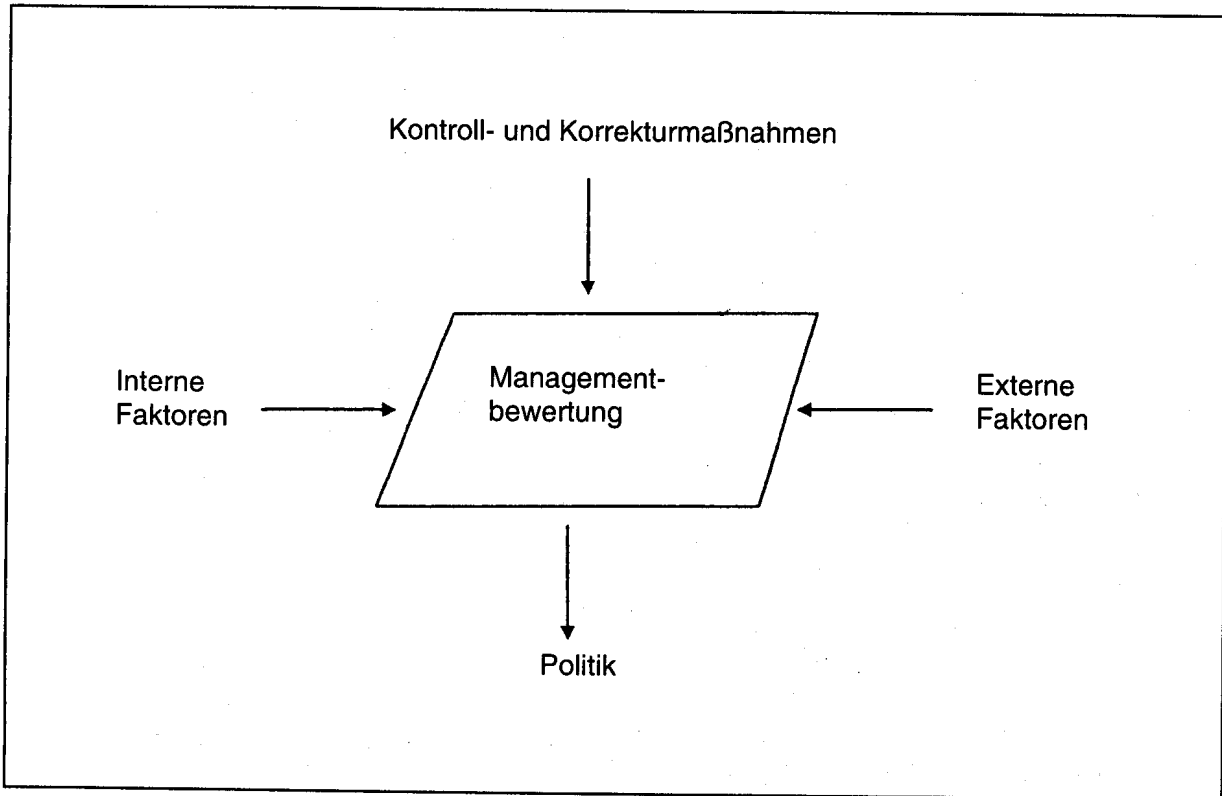 Kontroll- und Korrekturmaßnahmen
Interne
Faktoren
Management-
bewertung
Externe
Faktoren
Politik